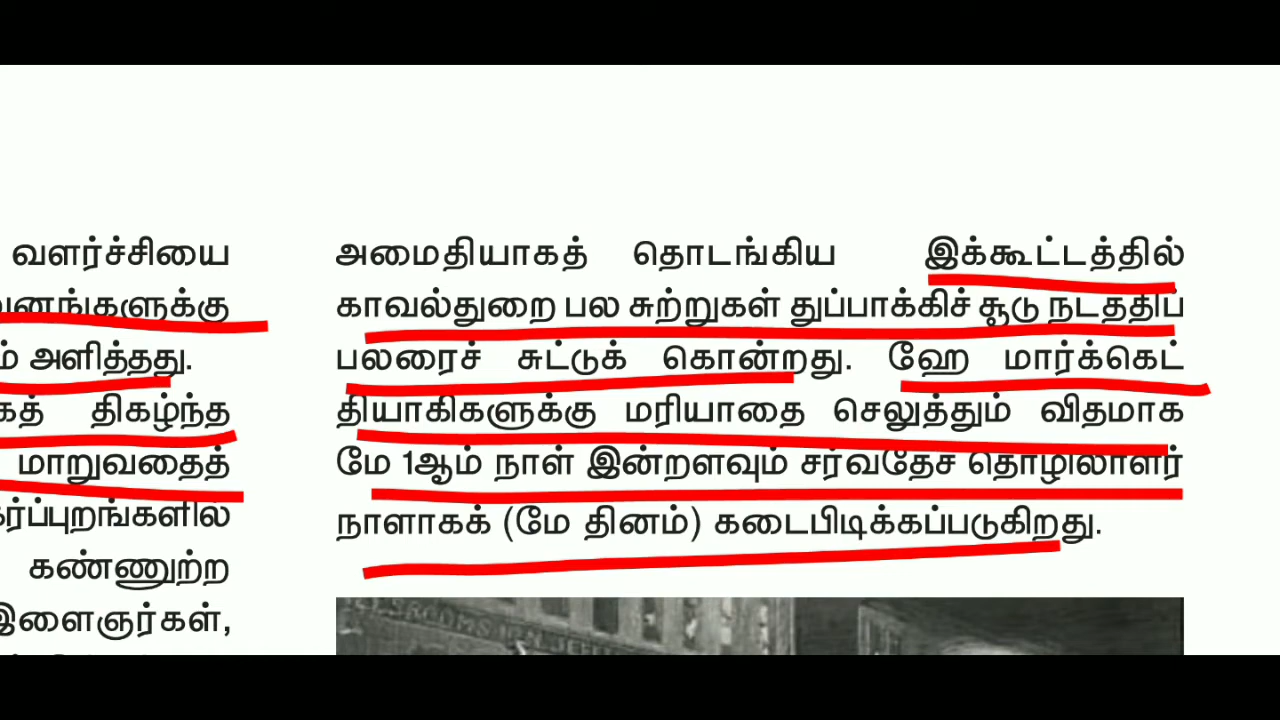 வளர்ச்சியை
அளித்தது.
திகழ்ந்த
மாறுவதைத்
கண்ணுற்ற
இளைஞர்கள்,
அமைதியாகத் தொடங்கிய இக்கூட்டத்தில்
காவல்துறை பல சுற்றுகள் துப்பாக்கிச் சூடு நடத்திப்
பலரைச் சுட்டுக் கொன்றது. ஹே மார்க்கெட்
தியாகிகளுக்கு மரியாதை செலுத்தும் விதமாக
மே 1ஆம் நாள் இன்றளவும் சர்வதேச தொழிலாளர்
நாளாகக் (மே தினம்) கடைபிடிக்கப்படுகிறது.